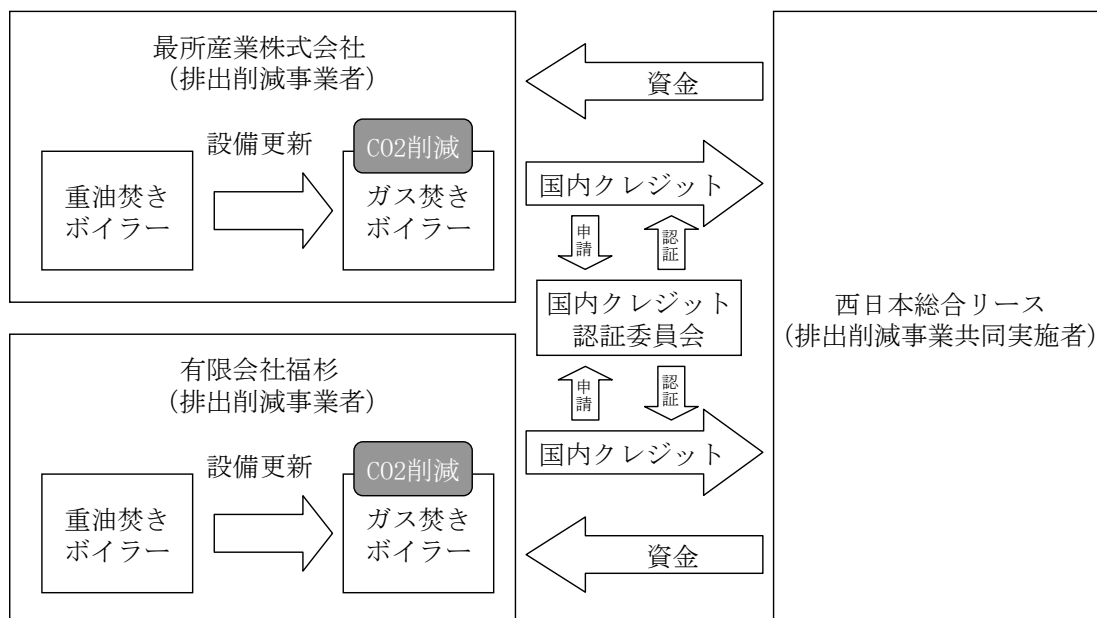 最所産業株式会社
(排出削減事業者)
設備更新
重油焚き
ボイラー
CO2削減
ガス焚き
ボイラー
資金
国内クレジット
申請
認証
国内クレジット
認証委員会
西日本総合リース
(排出削減事業共同実施者)
有限会社福杉
(排出削減事業者)
設備更新
重油焚き
ボイラー
CO2削減
ガス焚き
ボイラー
申請
認証
国内クレジット
資金